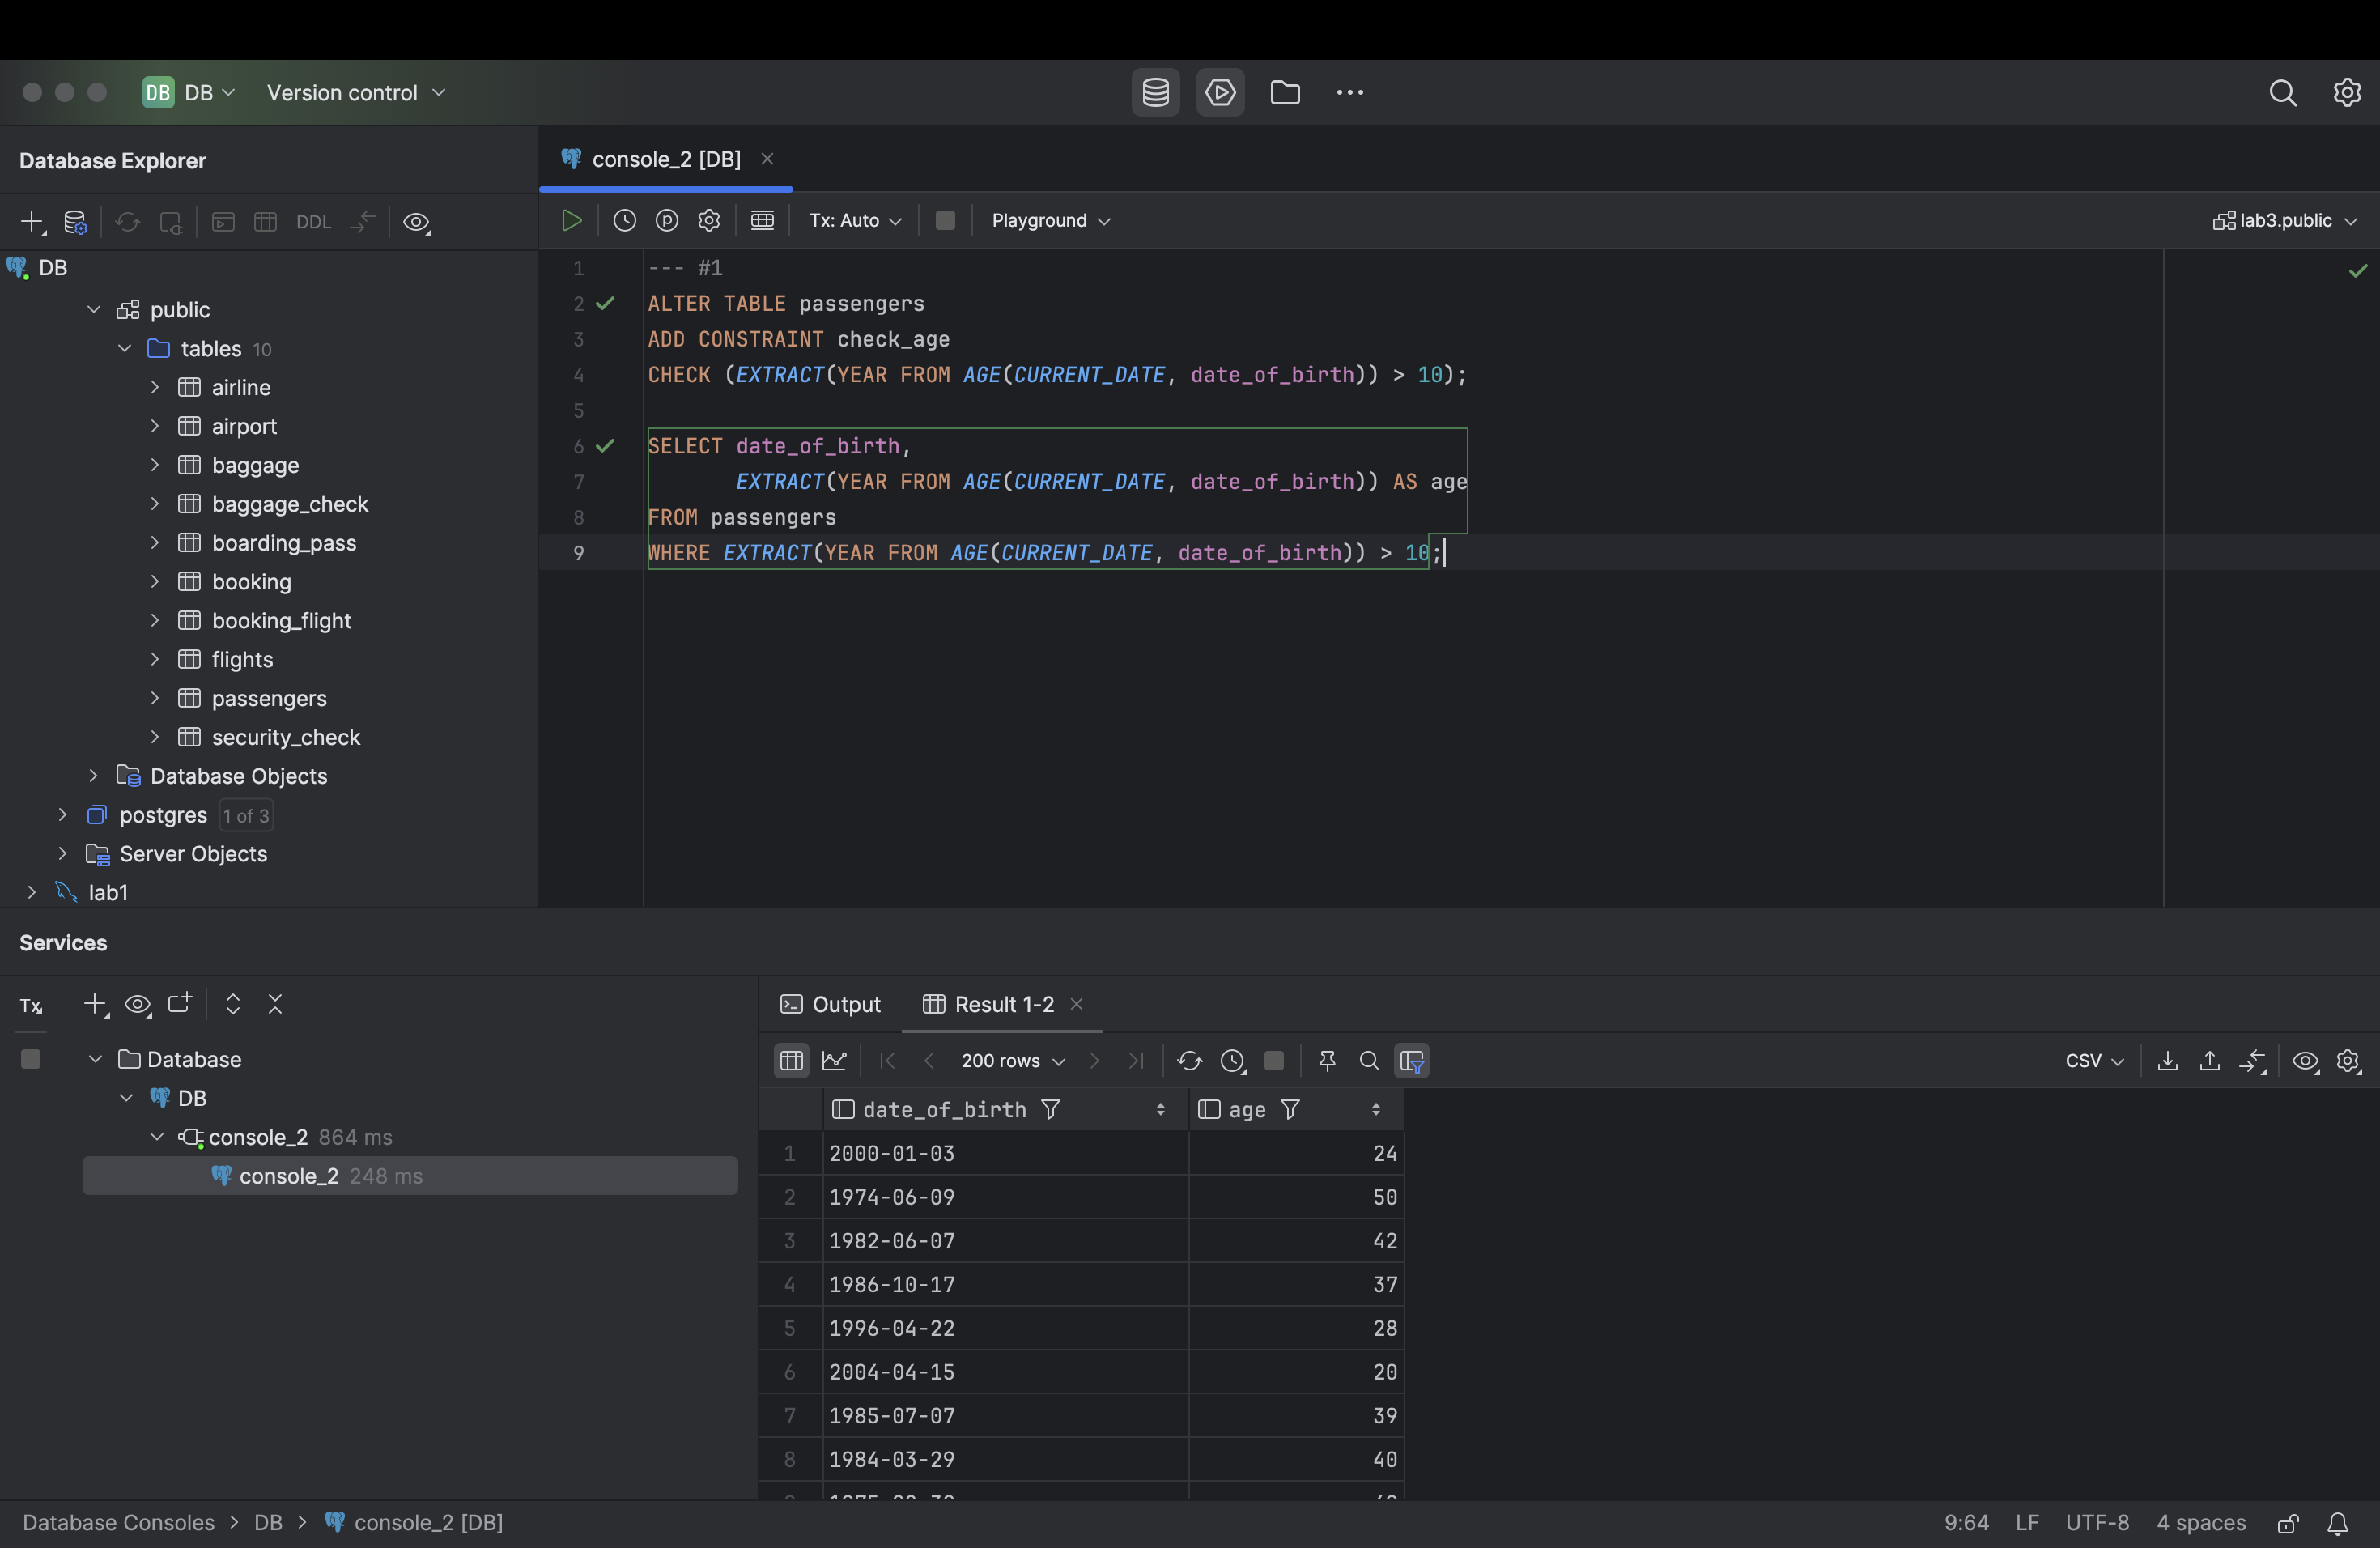 DB DB Version control
Database Explorer
console_2 [DB]
DDL
Tx: Auto
Playground
lab3.public
DB
public
tables 10
airline
airport
baggage
baggage_check
boarding_pass
booking
booking_flight
flights
passengers
security_check
Database Objects
postgres 1 of 3
Server Objects
lab1
1 --- #1
2 ALTER TABLE passengers
3 ADD CONSTRAINT check_age
4 CHECK (EXTRACT(YEAR FROM AGE(CURRENT_DATE, date_of_birth)) > 10);
5
6 SELECT date_of_birth,
7 EXTRACT(YEAR FROM AGE(CURRENT_DATE, date_of_birth)) AS age
8 FROM passengers
9 WHERE EXTRACT(YEAR FROM AGE(CURRENT_DATE, date_of_birth)) > 10;
Services
Tx
Database
DB
console_2 864 ms
console_2 248 ms
Output Result 1-2
200 rows CSV
date_of_birth age
1 2000-01-03 24
2 1974-06-09 50
3 1982-06-07 42
4 1986-10-17 37
5 1996-04-22 28
6 2004-04-15 20
7 1985-07-07 39
8 1984-03-29 40
Database Consoles > DB > console_2 [DB]
9:64 LF UTF-8 4 spaces